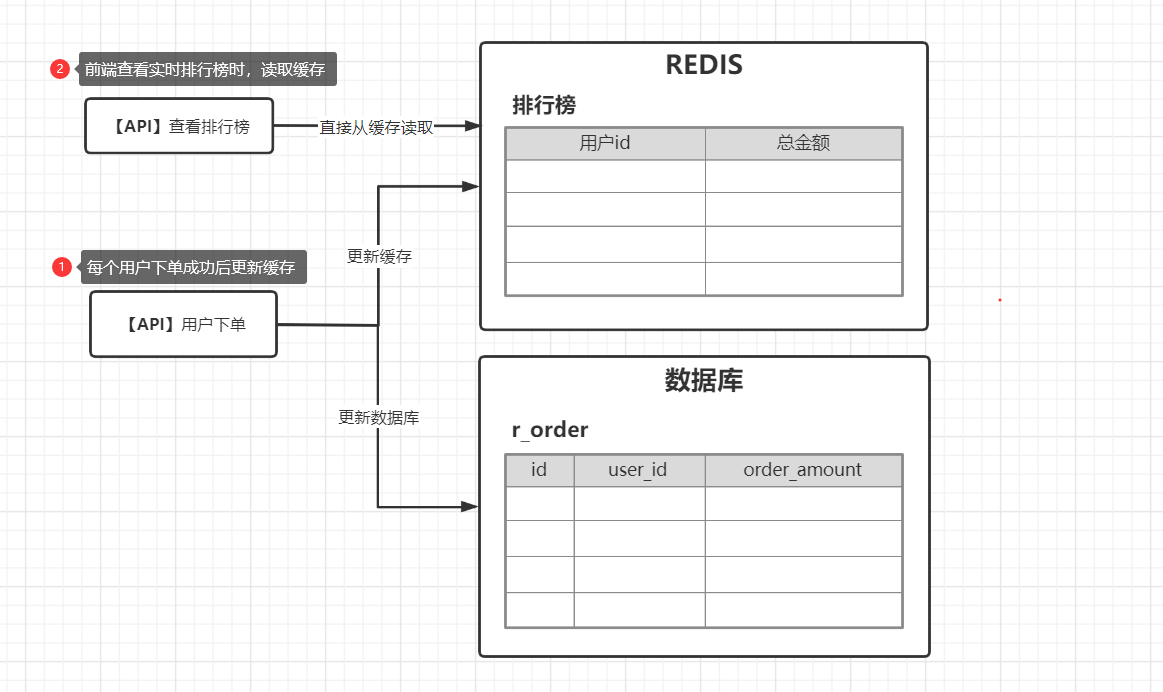 2 前端查看实时排行榜时，读取缓存
【API】查看排行榜
直接从缓存读取
REDIS
排行榜
用户id 总金额
更新缓存
1 每个用户下单成功后更新缓存
【API】用户下单
更新数据库
数据库
r_order
id user_id order_amount